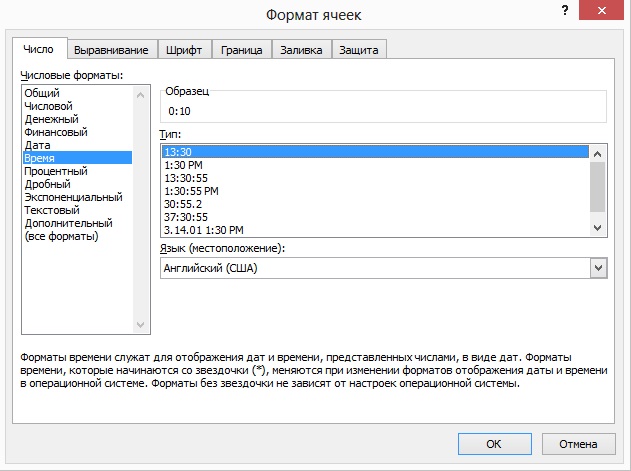 Формат ячеек
?
Число Выравнивание Шрифт Граница Заливка Защита
Числовые форматы:
Общий
Числовой
Денежный
Финансовый
Дата
Время
Процентный
Дробный
Экспоненциальный
Текстовый
Дополнительный
(все форматы)
Образец
0:10
Тип:
13:30
1:30 PM
13:30:55
1:30:55 PM
30:55.2
37:30:55
3.14.01 1:30 PM
Язык (местоположение):
Английский (США)
Форматы времени служат для отображения дат и времени, представленных числами, в виде дат. Форматы
времени, которые начинаются со звездочки (*), меняются при изменении форматов отображения даты и времени
в операционной системе. Форматы без звездочки не зависят от настроек операционной системы.
ОК Отмена